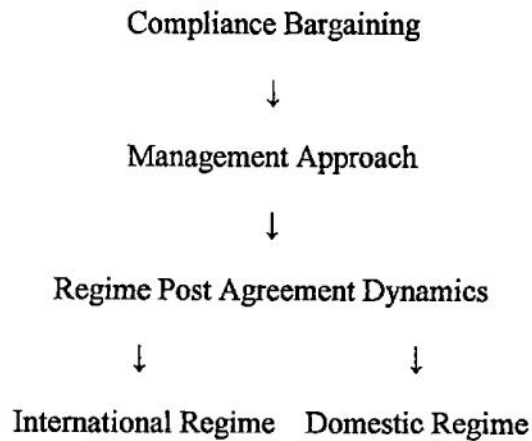 Compliance Bargaining
↓
Management Approach
↓
Regime Post Agreement Dynamics
↓ ↓
International Regime Domestic Regime